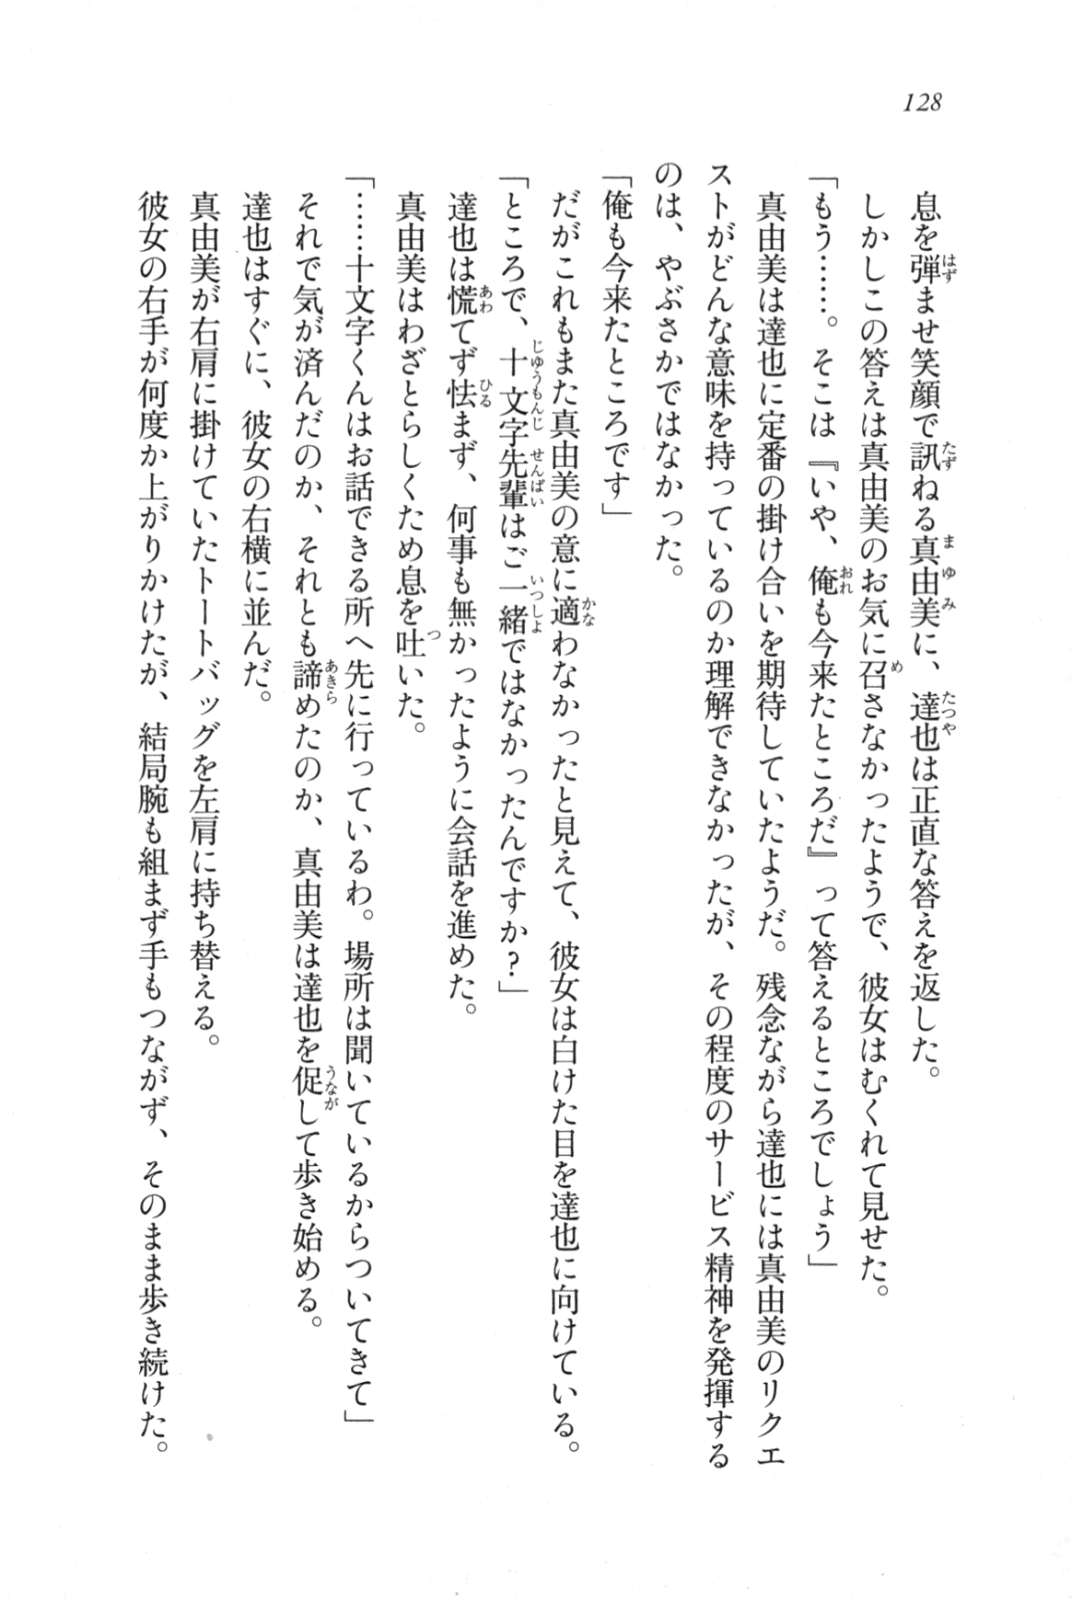 128
息を弾ませ笑顔で訊ねる真由美に、達也は正直な答えを返した。
しかしこの答えは真由美のお気に召さなかったようで、彼女はむくれて見せた。
「もう……。そこは『いや、俺も今来たところだ』って答えるところでしょう」
真由美は達也に定番の掛け合いを期待していたようだ。残念ながら達也には真由美のリクエ
ストがどんな意味を持っているのか理解できなかったが、その程度のサービス精神を発揮する
のは、やぶさかではなかった。
「俺も今来たところです」
だがこれもまた真由美の意に適わなかったと見えて、彼女は白けた目を達也に向けている。
「ところで、十文字先輩はご一緒ではなかったんですか?」
達也は慌てず怯まず、何事も無かったように会話を進めた。
真由美はわざとらしくため息を吐いた。
「……十文字くんはお話できる所へ先に行っているわ。場所は聞いているからついてきて」
それで気が済んだのか、それとも諦めたのか、真由美は達也を促して歩き始める。
達也はすぐに、彼女の右横に並んだ。
真由美が右肩に掛けていたトートバッグを左肩に持ち替える。
彼女の右手が何度か上がりかけたが、結局腕も組まず手もつながず、そのまま歩き続けた。